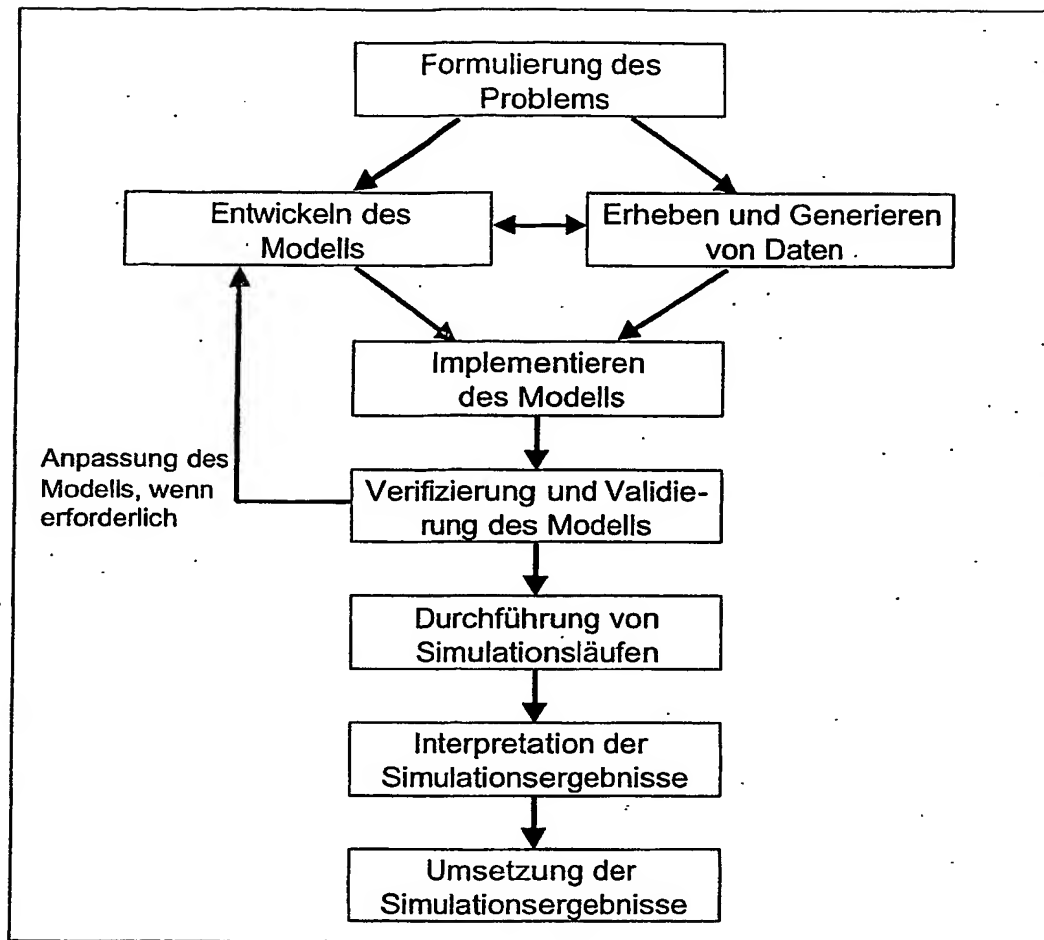 Formulierung des
Problems
Entwickeln des
Modells
Erheben und Generieren
von Daten
Implementieren
des Modells
Anpassung des
Modells, wenn
erforderlich
Verifizierung und Validie-
rung des Modells
Durchführung von
Simulationsläufen
Interpretation der
Simulationsergebnisse
Umsetzung der
Simulationsergebnisse